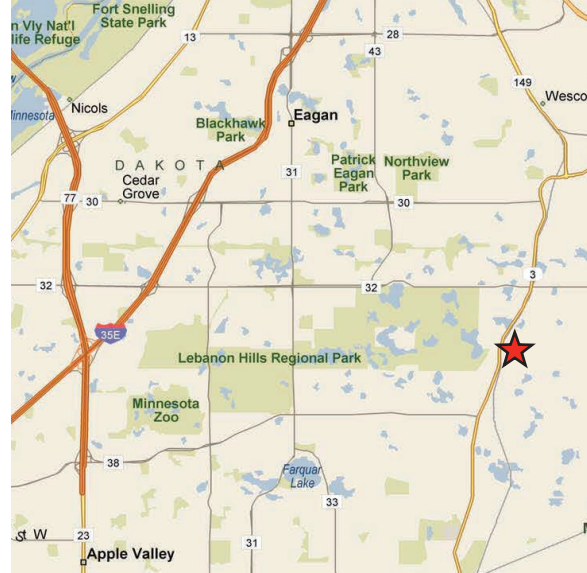 Fort Snelling
State Park
n Vly Nat'l
life Refuge
13
28
43
149
Minnesota
Nicols
Wesco
Eagan
Blackhawk
Park
DAKOTA
Cedar
Grove
31
Patrick
Eagan
Park
Northview
Park
77
30
30
32
32
3
35E
Lebanon Hills Regional Park
Minnesota
Zoo
38
Farquar
Lake
33
31
23
St W
Apple Valley